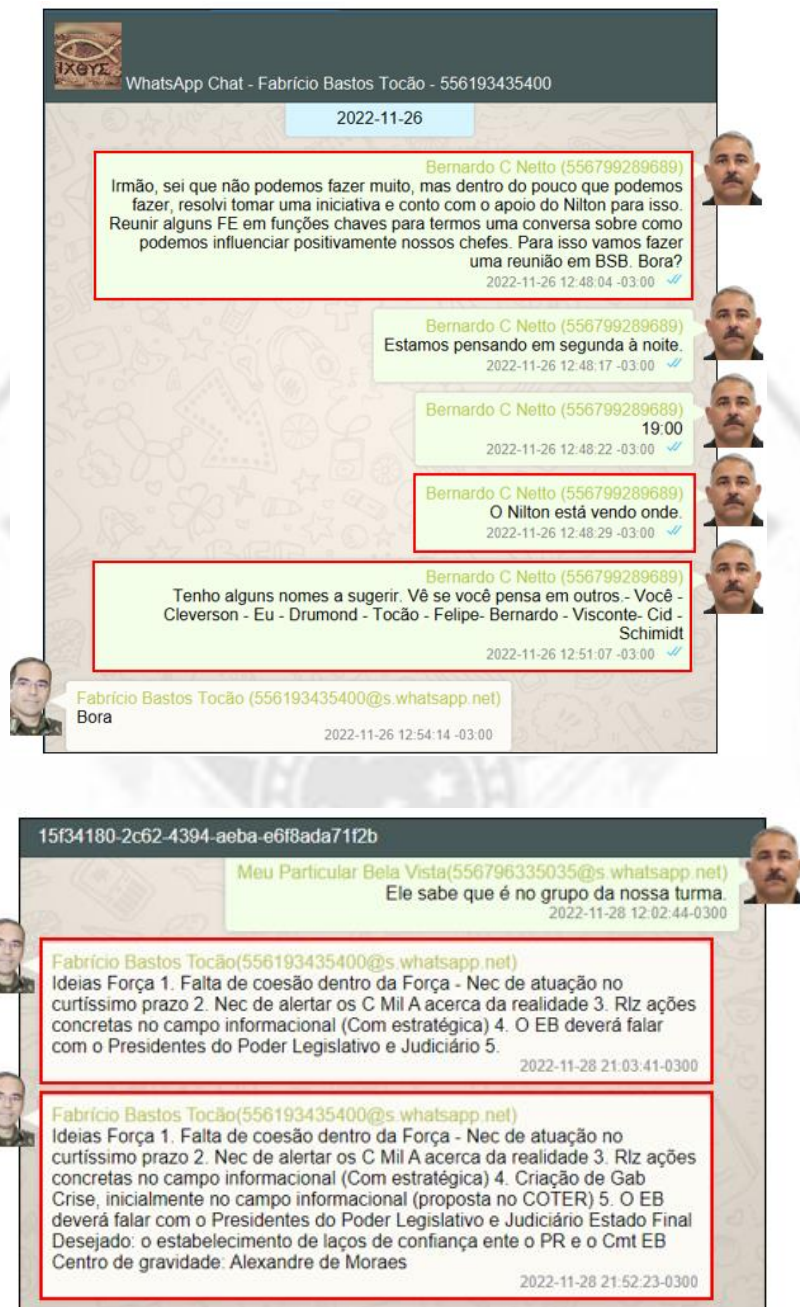 ΙΧΘΥΣ
WhatsApp Chat - Fabrício Bastos Tocão - 556193435400
2022-11-26
Bernardo C Netto (556799289689)
Irmão, sei que não podemos fazer muito, mas dentro do pouco que podemos
fazer, resolvi tomar uma iniciativa e conto com o apoio do Nilton para isso.
Reunir alguns FE em funções chaves para termos uma conversa sobre como
podemos influenciar positivamente nossos chefes. Para isso vamos fazer
uma reunião em BSB. Bora?
2022-11-26 12:48:04 -03:00
Bernardo C Netto (556799289689)
Estamos pensando em segunda à noite.
2022-11-26 12:48:17 -03:00
Bernardo C Netto (556799289689)
19:00
2022-11-26 12:48:22 -03:00
Bernardo C Netto (556799289689)
O Nilton está vendo onde.
2022-11-26 12:48:29 -03:00
Bernardo C Netto (556799289689)
Tenho alguns nomes a sugerir. Vê se você pensa em outros.- Você -
Cleverson - Eu - Drumond - Tocão - Felipe- Bernardo - Visconte- Cid -
Schimidt
2022-11-26 12:51:07 -03:00
Fabrício Bastos Tocão (556193435400@s.whatsapp.net)
Bora
2022-11-26 12:54:14 -03:00
15f34180-2c62-4394-aeba-e6f8ada71f2b
Meu Particular Bela Vista(556796335035@s.whatsapp.net)
Ele sabe que é no grupo da nossa turma.
2022-11-28 12:02:44-0300
Fabrício Bastos Tocão(556193435400@s.whatsapp.net)
Ideias Força 1. Falta de coesão dentro da Força - Nec de atuação no
curtíssimo prazo 2. Nec de alertar os C Mil A acerca da realidade 3. Rlz ações
concretas no campo informacional (Com estratégica) 4. O EB deverá falar
com o Presidentes do Poder Legislativo e Judiciário 5.
2022-11-28 21:03:41-0300
Fabrício Bastos Tocão(556193435400@s.whatsapp.net)
Ideias Força 1. Falta de coesão dentro da Força - Nec de atuação no
curtíssimo prazo 2. Nec de alertar os C Mil A acerca da realidade 3. Rlz ações
concretas no campo informacional (Com estratégica) 4. Criação de Gab
Crise, inicialmente no campo informacional (proposta no COTER) 5. O EB
deverá falar com o Presidentes do Poder Legislativo e Judiciário Estado Final
Desejado: o estabelecimento de laços de confiança ente o PR e o Cmt EB
Centro de gravidade: Alexandre de Moraes
2022-11-28 21:52:23-0300